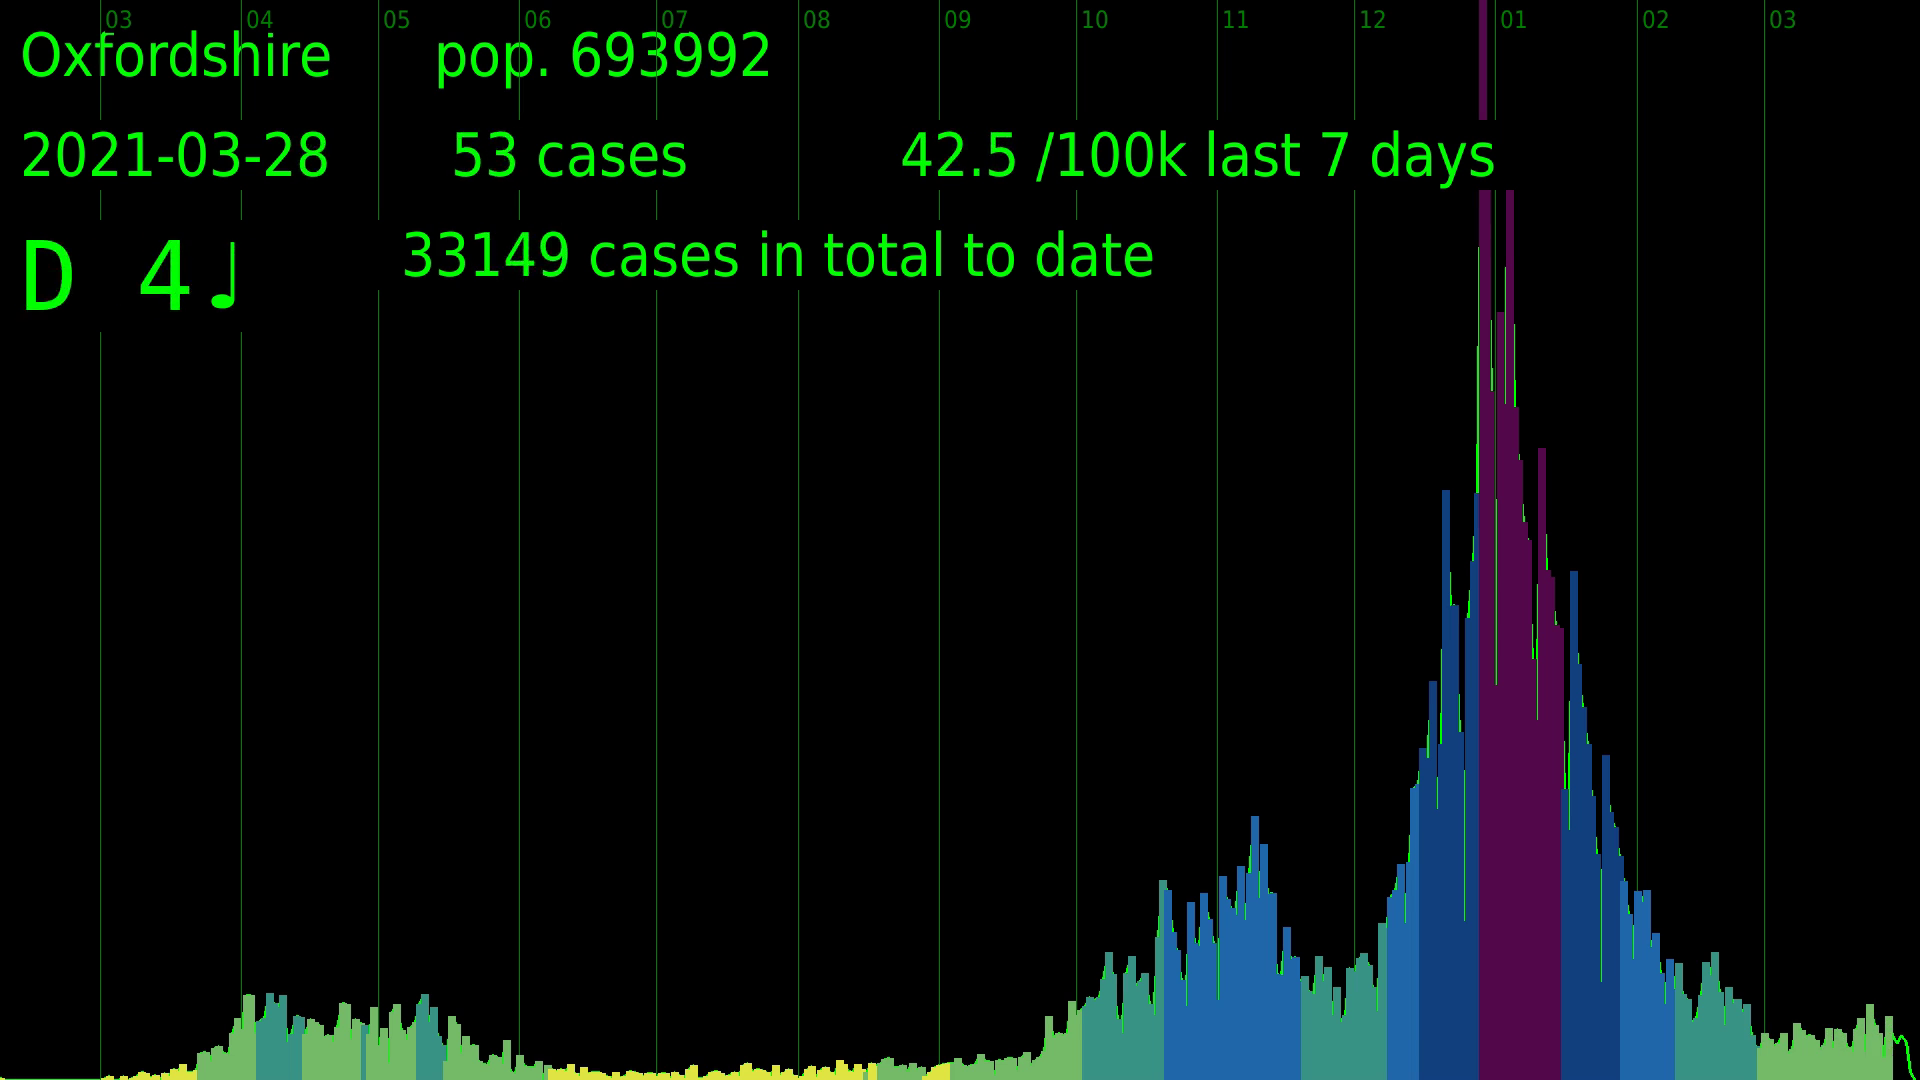 03 04 05 06 07 08 09 10 11 12 01 02 03
Oxfordshire pop. 693992
2021-03-28 53 cases 42.5 /100k last 7 days
33149 cases in total to date
D 4♩